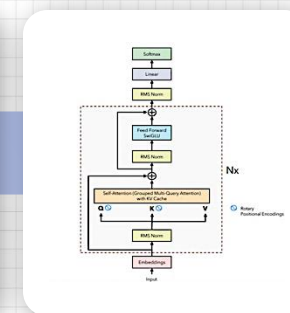 Softmax
Linear
RMS Norm
Feed Forward
SwiGLU
RMS Norm
Nx
Self-Attention (Grouped Multi-Query Attention)
with KV Cache
Q K V
Rotary
Positional Encodings
RMS Norm
Embeddings
Input